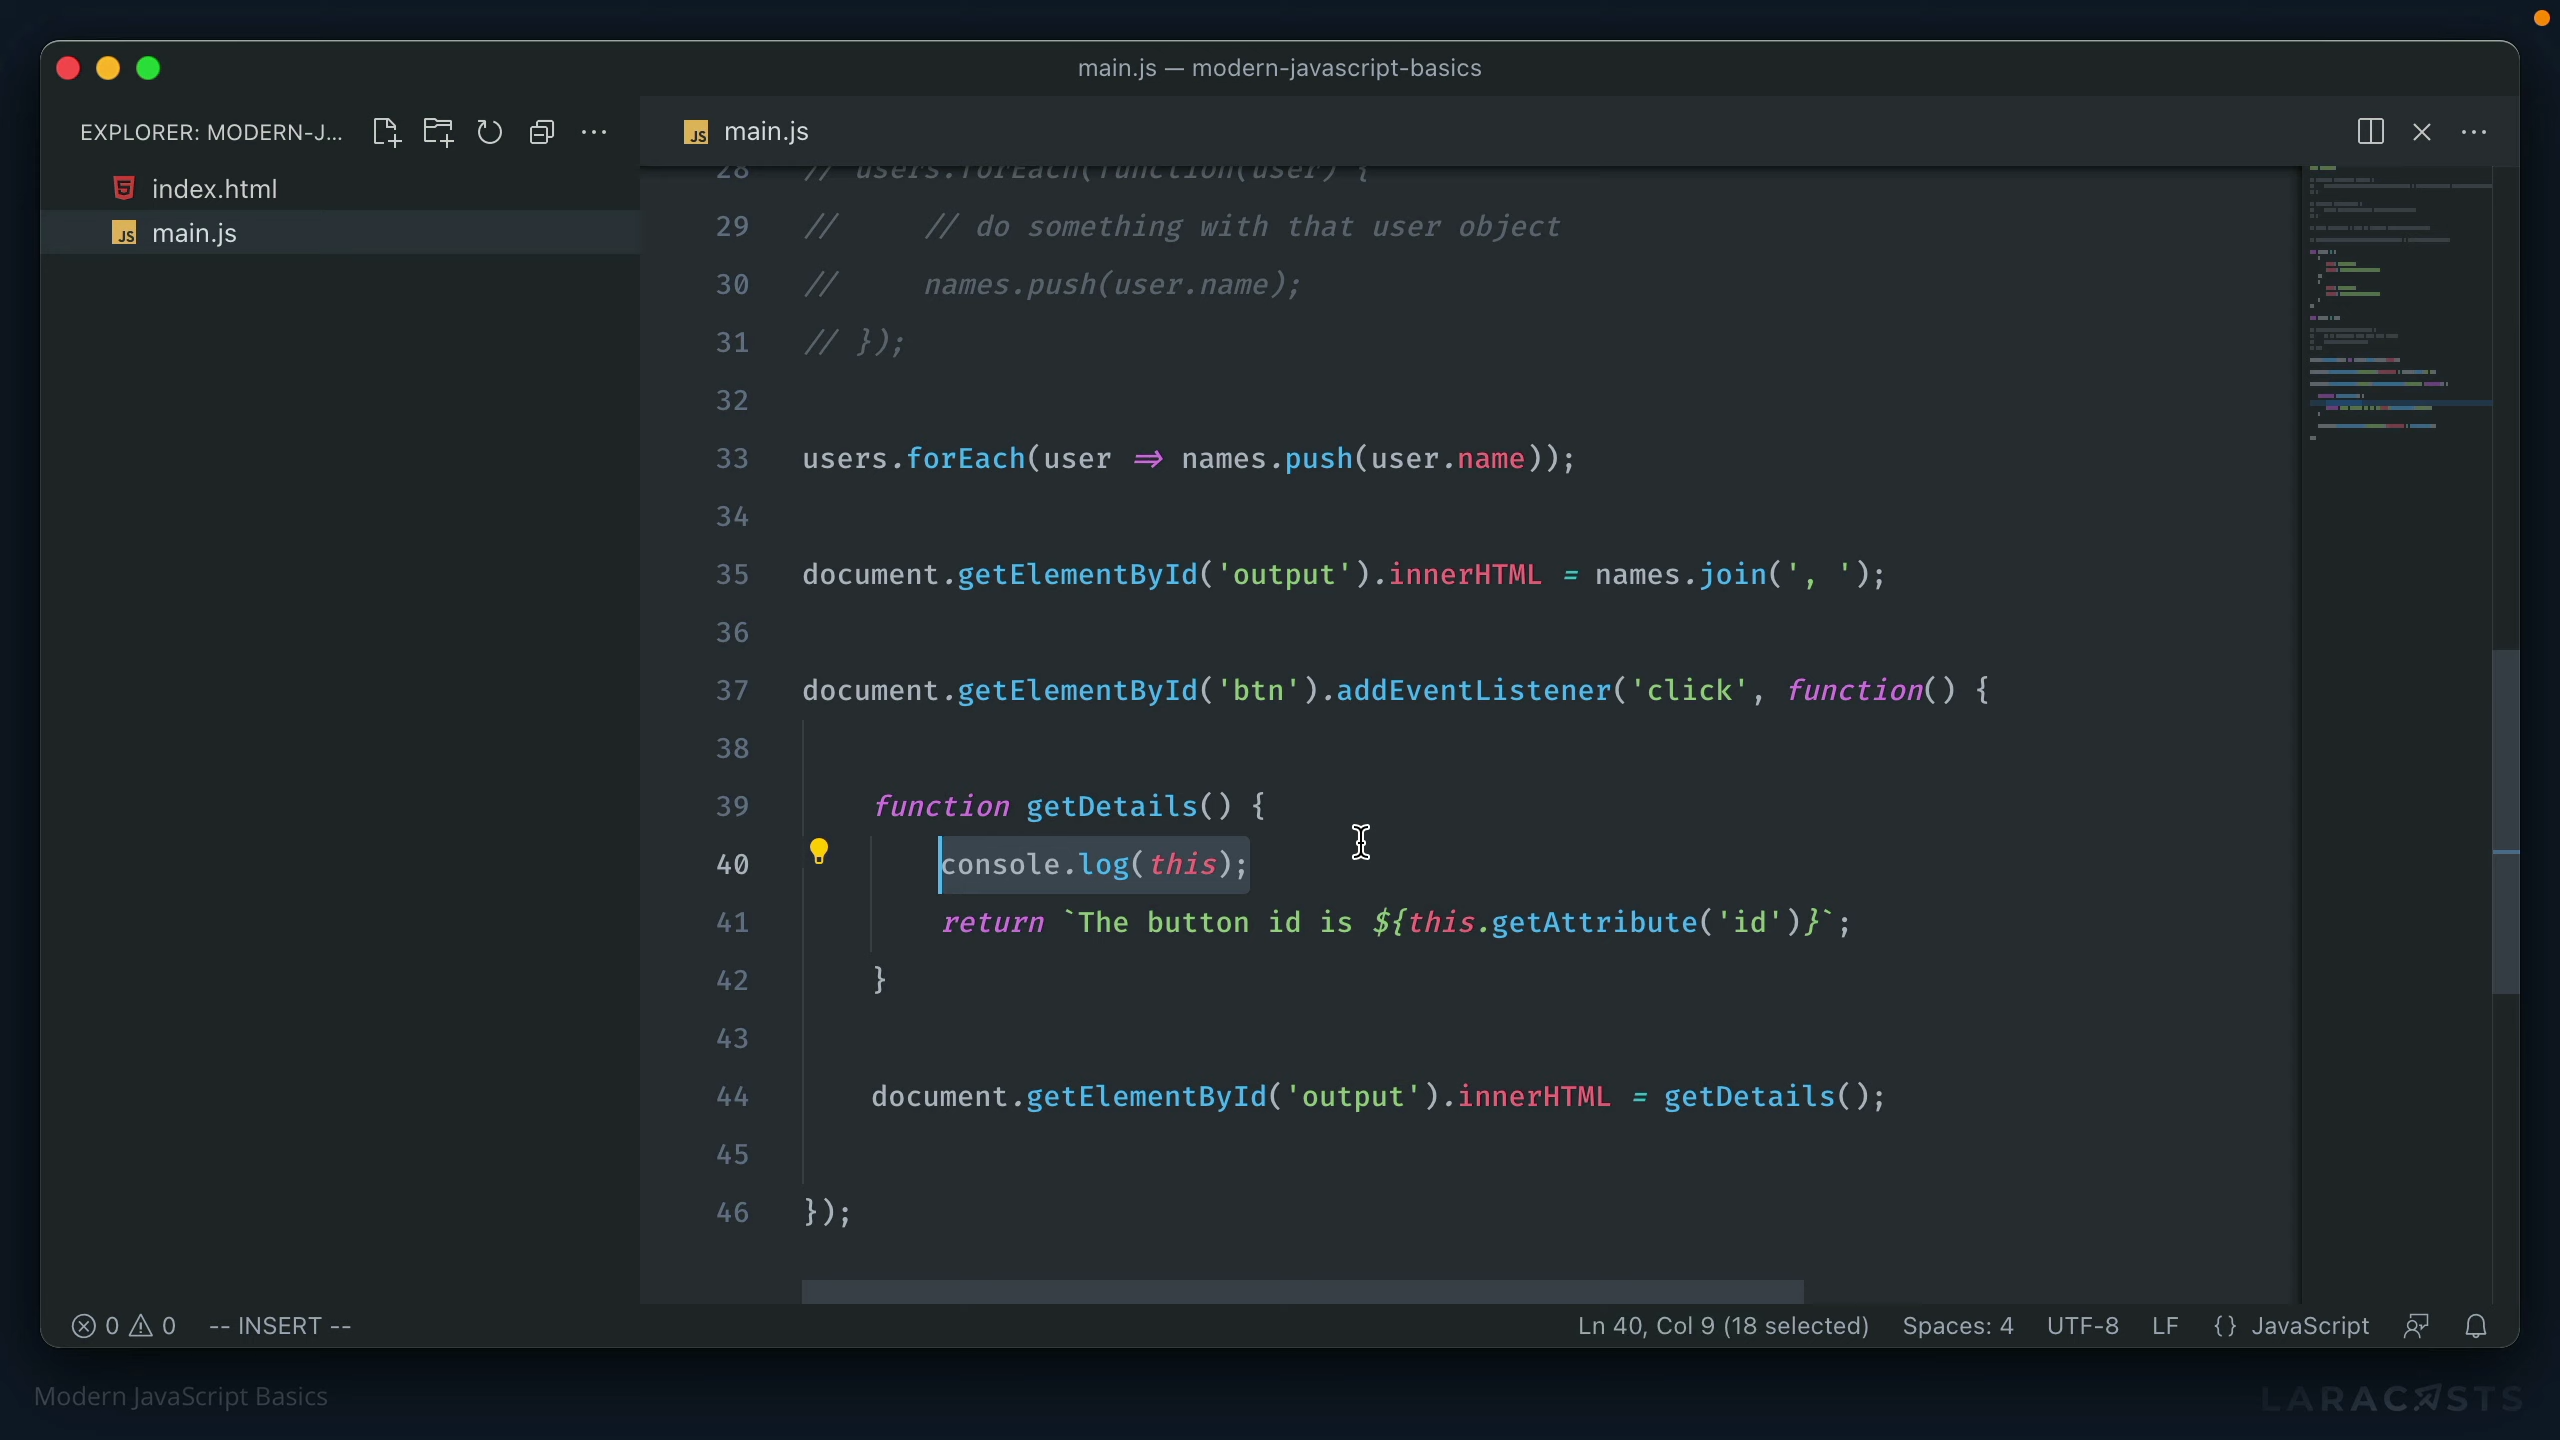 main.js — modern-javascript-basics
EXPLORER: MODERN-J...
main.js
index.html
main.js
28 // users.forEach(function(user) {
29 //     // do something with that user object
30 //     names.push(user.name);
31 // });
32
33 users.forEach(user => names.push(user.name));
34
35 document.getElementById('output').innerHTML = names.join(', ');
36
37 document.getElementById('btn').addEventListener('click', function() {
38
39     function getDetails() {
40         console.log(this);
41         return `The button id is ${this.getAttribute('id')}`;
42     }
43
44     document.getElementById('output').innerHTML = getDetails();
45
46 });
0 0 -- INSERT -- Ln 40, Col 9 (18 selected) Spaces: 4 UTF-8 LF {} JavaScript
Modern JavaScript Basics
LARACASTS